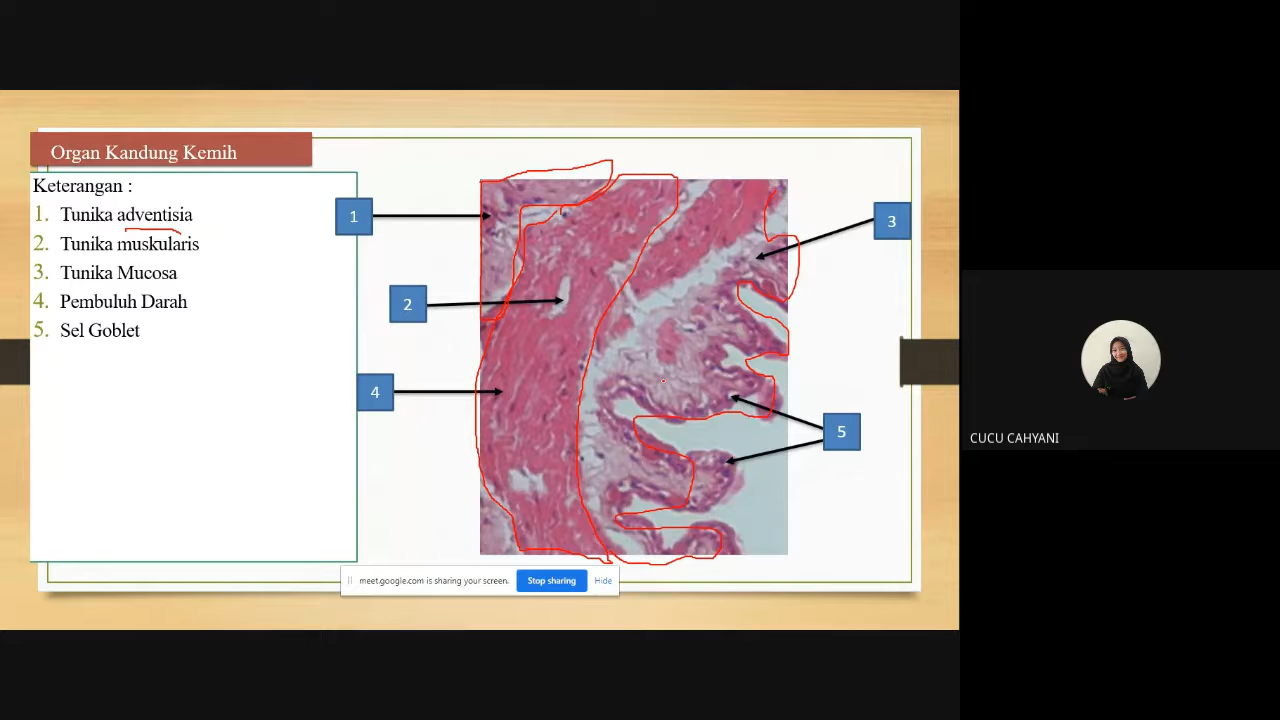 Organ Kandung Kemih
Keterangan :
1. Tunika adventisia
2. Tunika muskularis
3. Tunika Mucosa
4. Pembuluh Darah
5. Sel Goblet
1
2
4
3
5
meet.google.com is sharing your screen. Stop sharing Hide
CUCU CAHYANI